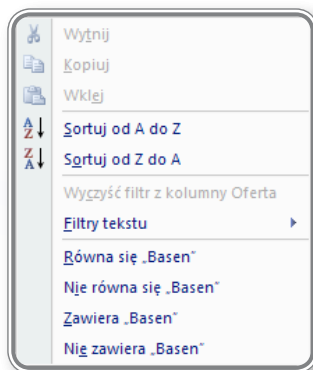 Wytnij
Kopiuj
Wklej
Sortuj od A do Z
Sortuj od Z do A
Wyczyść filtr z kolumny Oferta
Filtry tekstu
Równa się „Basen”
Nie równa się „Basen”
Zawiera „Basen”
Nie zawiera „Basen”